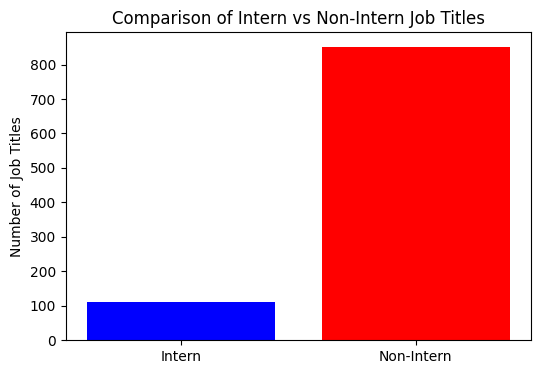 Comparison of Intern vs Non-Intern Job Titles
Number of Job Titles
800
700
600
500
400
300
200
100
0
Intern
Non-Intern